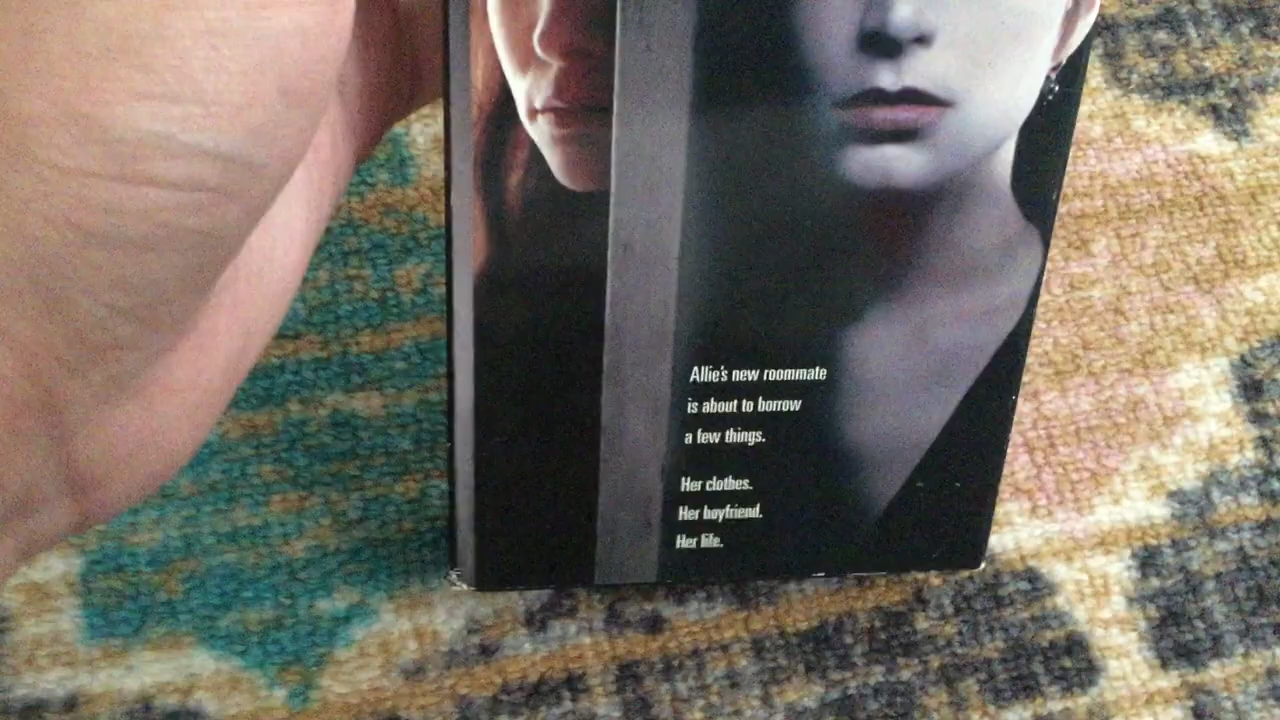 Allie's new roommate
is about to borrow
a few things.
Her clothes.
Her boyfriend.
Her life.